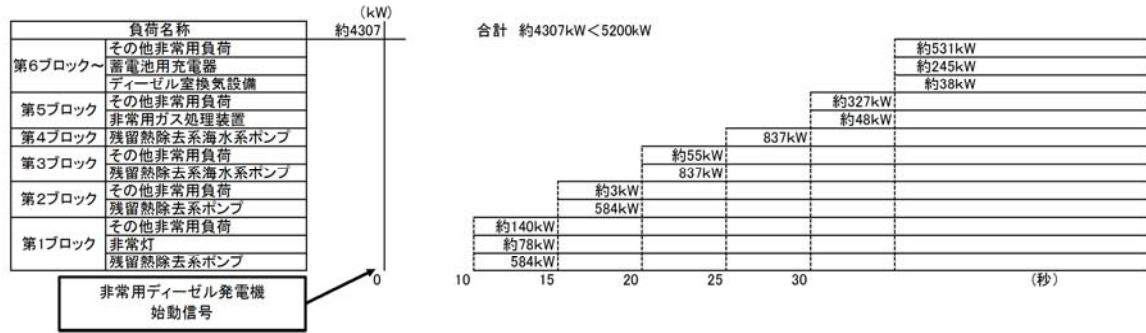 (kW)
負荷名称 約4307 合計 約4307kW<5200kW
第6ブロック~ その他非常用負荷 約531kW
蓄電池用充電器 約245kW
ディーゼル室換気設備 約38kW
第5ブロック その他非常用負荷 約327kW
非常用ガス処理装置 約48kW
第4ブロック 残留熱除去系海水系ポンプ 837kW
第3ブロック その他非常用負荷 約55kW
残留熱除去系海水系ポンプ 837kW
第2ブロック その他非常用負荷 約3kW
残留熱除去系ポンプ 584kW
第1ブロック その他非常用負荷 約140kW
非常灯 約78kW
残留熱除去系ポンプ 584kW
0 10 15 20 25 30 (秒)
非常用ディーゼル発電機
始動信号